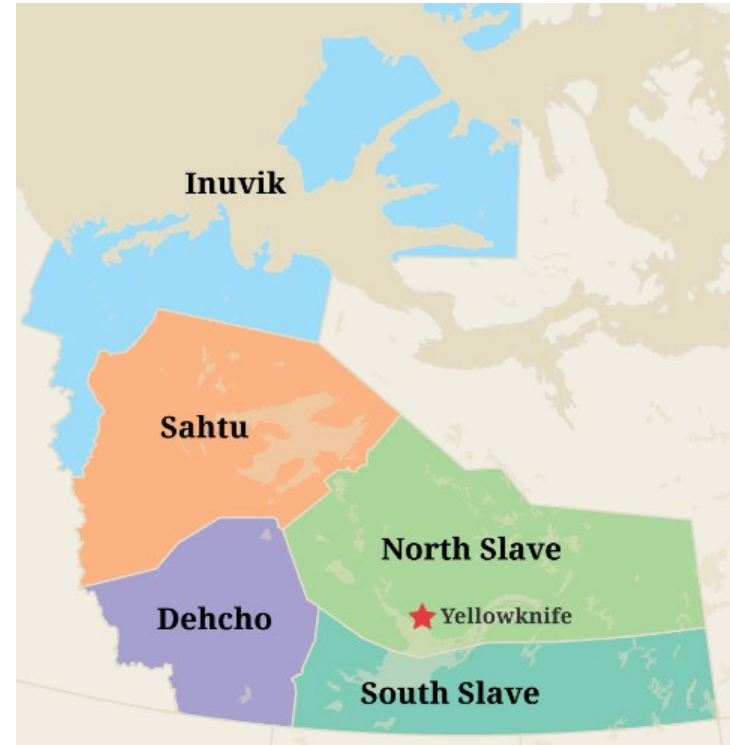 Inuvik
Sahtu
North Slave
Dehcho
Yellowknife
South Slave